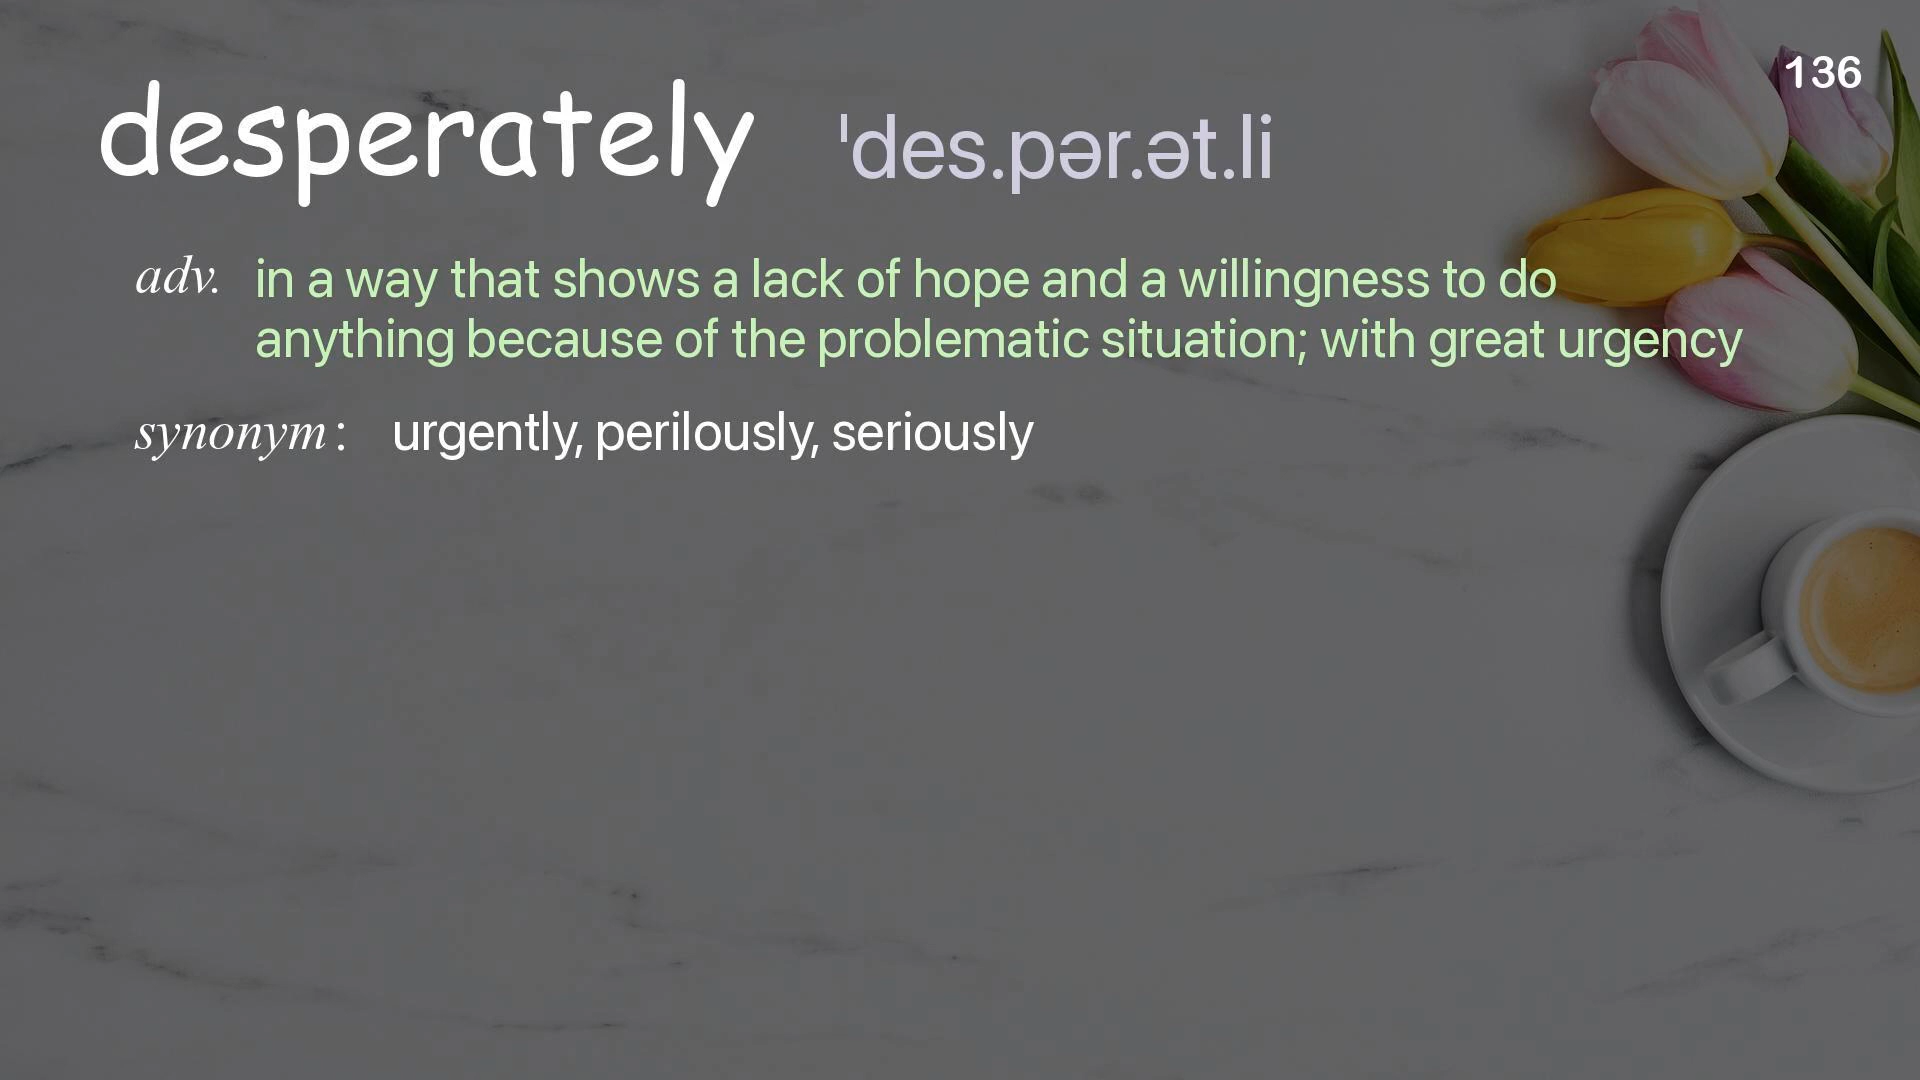 136
desperately ˈdes.pər.ət.li
adv. in a way that shows a lack of hope and a willingness to do
anything because of the problematic situation; with great urgency
synonym: urgently, perilously, seriously